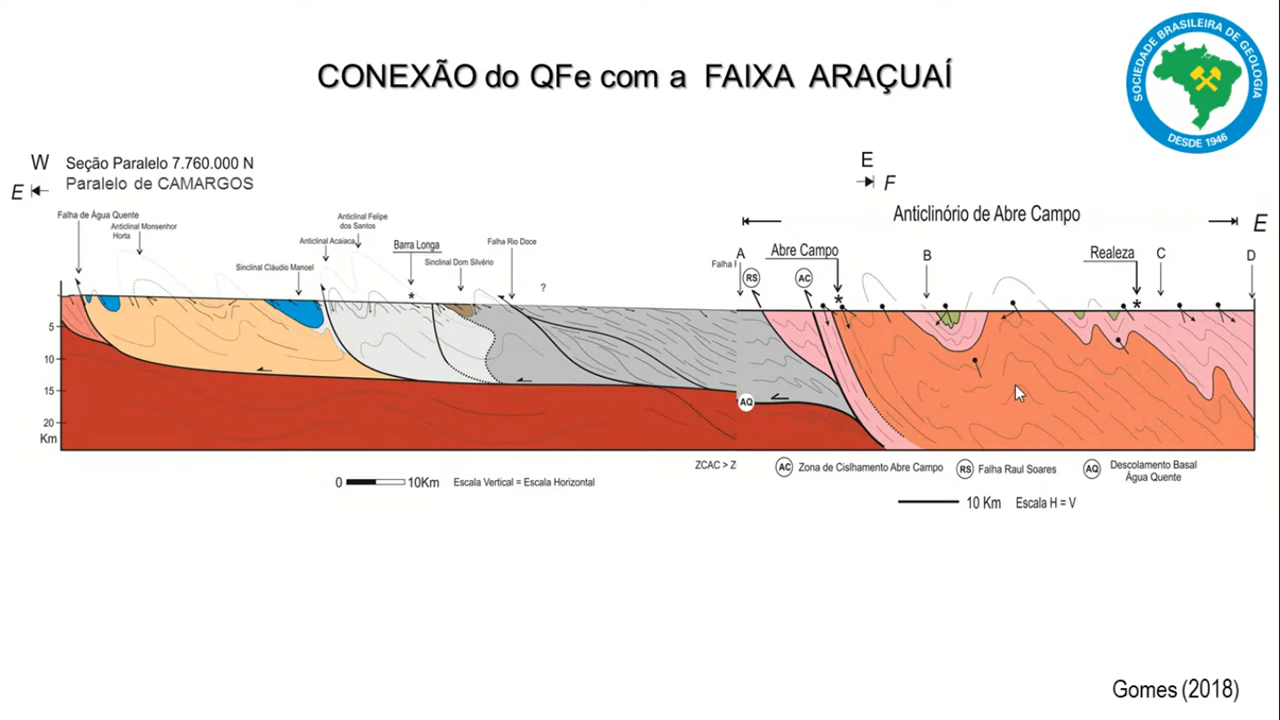 CONEXÃO do QFe com a FAIXA ARAÇUAÍ
SOCIEDADE BRASILEIRA DE GEOLOGIA
DESDE 1946
W
Seção Paralelo 7.760.000 N
E
Paralelo de CAMARGOS
E
F
Falha de Água Quente
Anticlinal Monsenhor
Horta
Anticlinal Felipe
dos Santos
Anticlinal Acaiaca
Barra Longa
Falha Rio Doce
Sinclinal Dom Silvério
Sinclinal Cláudio Manoel
*
?
Anticlinório de Abre Campo
E
A
Abre Campo
B
Realeza
C
D
Falha
RS
AC
*
*
5
10
15
20
Km
AQ
ZCAC > Z
AC Zona de Cislhamento Abre Campo
RS Falha Raul Soares
AQ Descolamento Basal
Água Quente
0 10Km Escala Vertical = Escala Horizontal
10 Km Escala H = V
Gomes (2018)